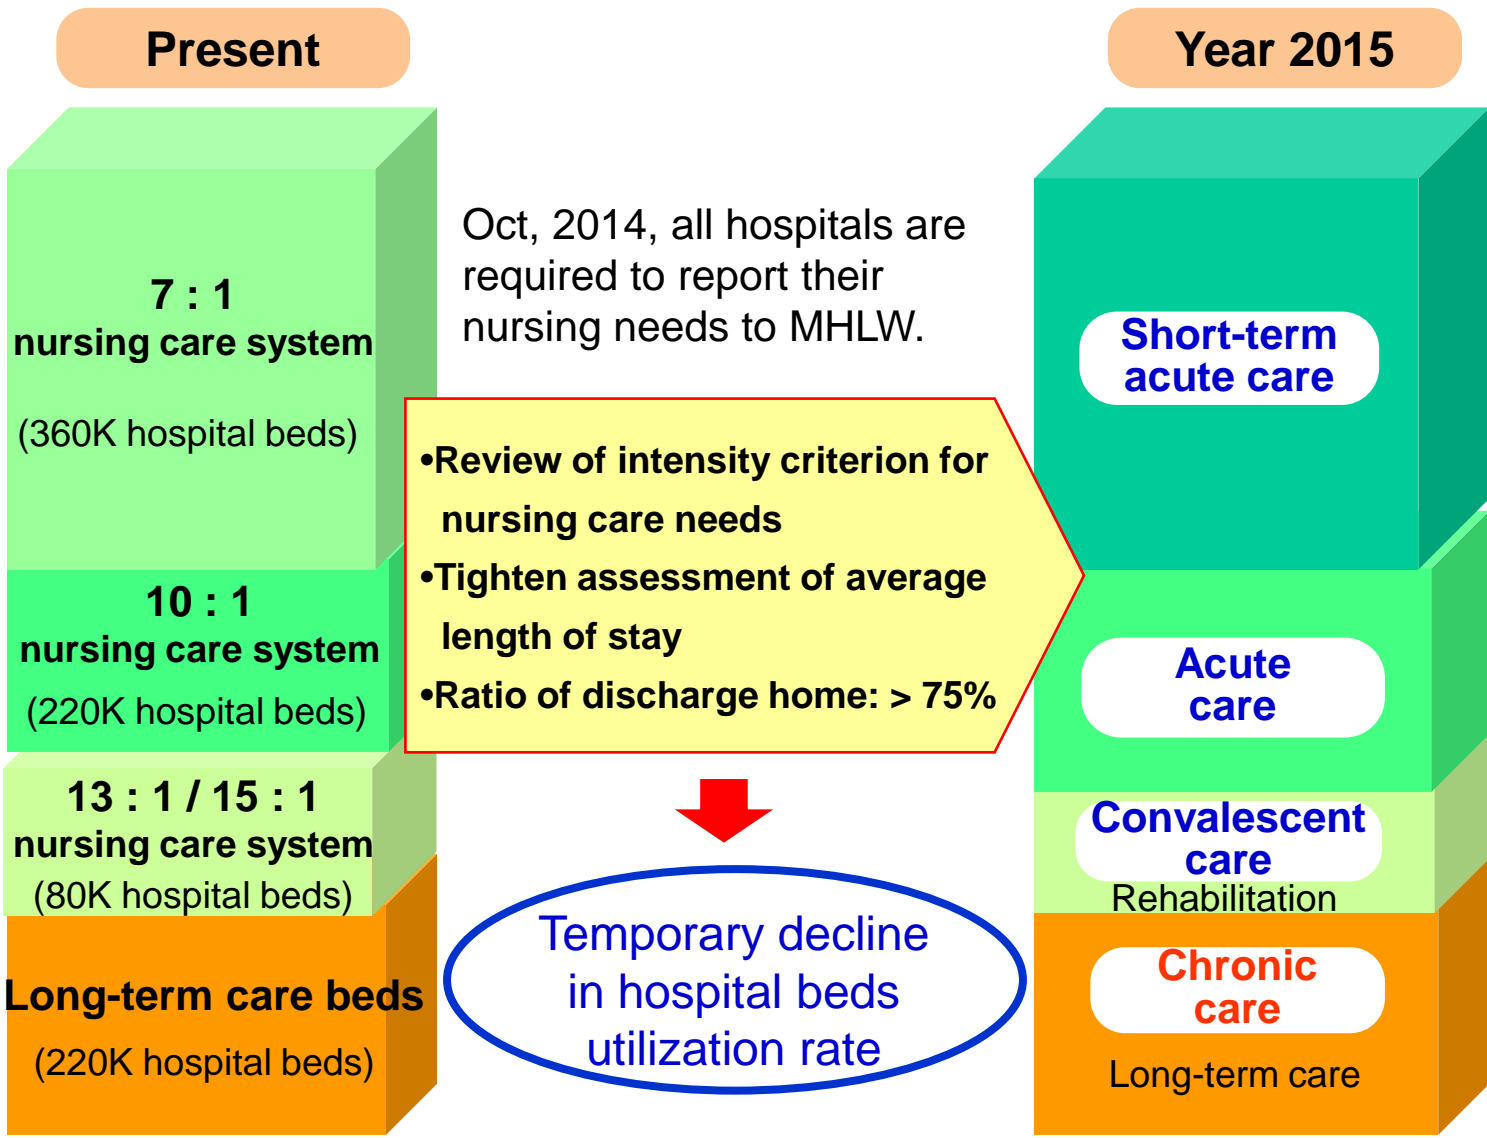 Present
7 : 1
nursing care system
(360K hospital beds)
10 : 1
nursing care system
(220K hospital beds)
13 : 1 / 15 : 1
nursing care system
(80K hospital beds)
Long-term care beds
(220K hospital beds)
Oct, 2014, all hospitals are
required to report their
nursing needs to MHLW.
•Review of intensity criterion for
nursing care needs
•Tighten assessment of average
length of stay
•Ratio of discharge home: > 75%
Temporary decline
in hospital beds
utilization rate
Year 2015
Short-term
acute care
Acute
care
Convalescent
care
Rehabilitation
Chronic
care
Long-term care